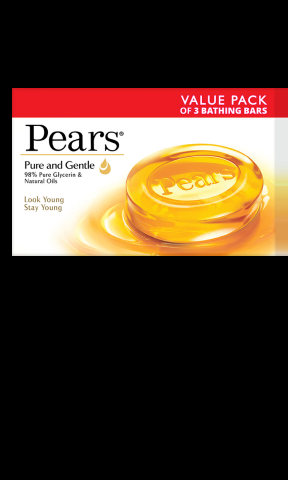 VALUE PACK
OF 3 BATHING BARS
Pears®
Pure and Gentle
98% Pure Glycerin &
Natural Oils
Look Young
Stay Young
Pears